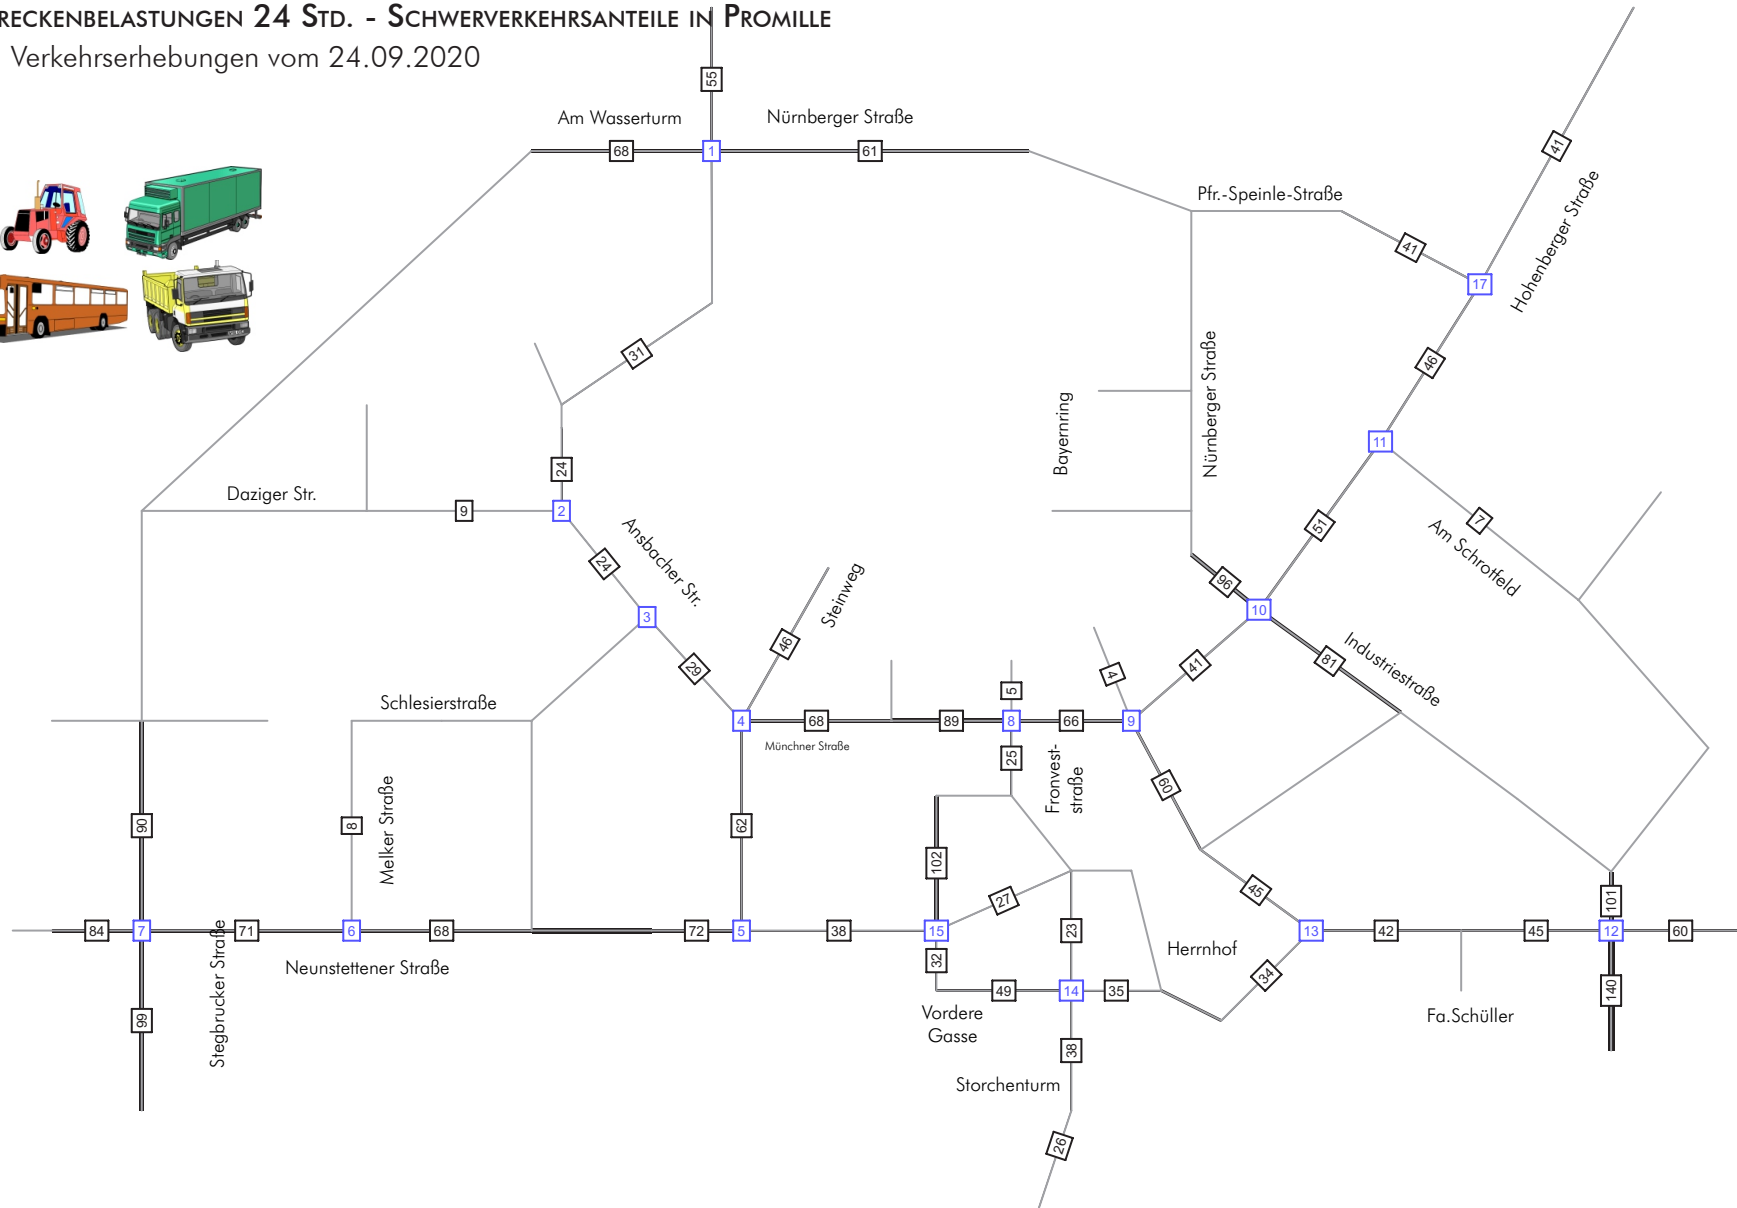 RECKENBELASTUNGEN 24 STD. - SCHWERVERKEHRSANTEILE IN PROMILLE
Verkehrserhebungen vom 24.09.2020
55
Am Wasserturm
Nürnberger Straße
68
1
61
41
Pfr.-Speinle-Straße
41
Hohenberger Straße
17
31
46
Nürnberger Straße
Bayernring
11
24
Daziger Str.
9
2
Ansbacher Str.
51
7
Am Schrotfeld
24
Steinweg
96
10
3
46
29
41
81
Industriestraße
4
5
Schlesierstraße
4
68
89
8
66
9
Münchner Straße
25
Fronvest-
straße
60
90
8
Melker Straße
62
102
27
45
101
84
7
71
6
68
72
5
38
15
23
13
42
45
12
60
Stegbrucker Straße
Neunstettener Straße
32
Herrnhof
34
49
14
35
140
99
Vordere
Gasse
Fa.Schüller
38
Storchenturm
26